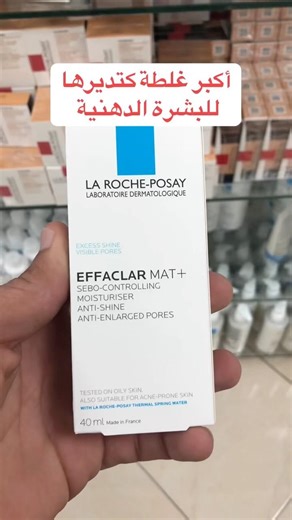 أكبر غلطة كتديرها
للبشرة الدهنية
LA ROCHE-POSAY
LABORATOIRE DERMATOLOGIQUE
EXCESS SHINE
VISIBLE PORES
EFFACLAR MAT+
SEBO-CONTROLLING
MOISTURISER
ANTI-SHINE
ANTI-ENLARGED PORES
TESTED ON OILY SKIN
ALSO SUITABLE FOR ACNE-PRONE SKIN
WITH LA ROCHE-POSAY THERMAL SPRING WATER
40 ml Made in France